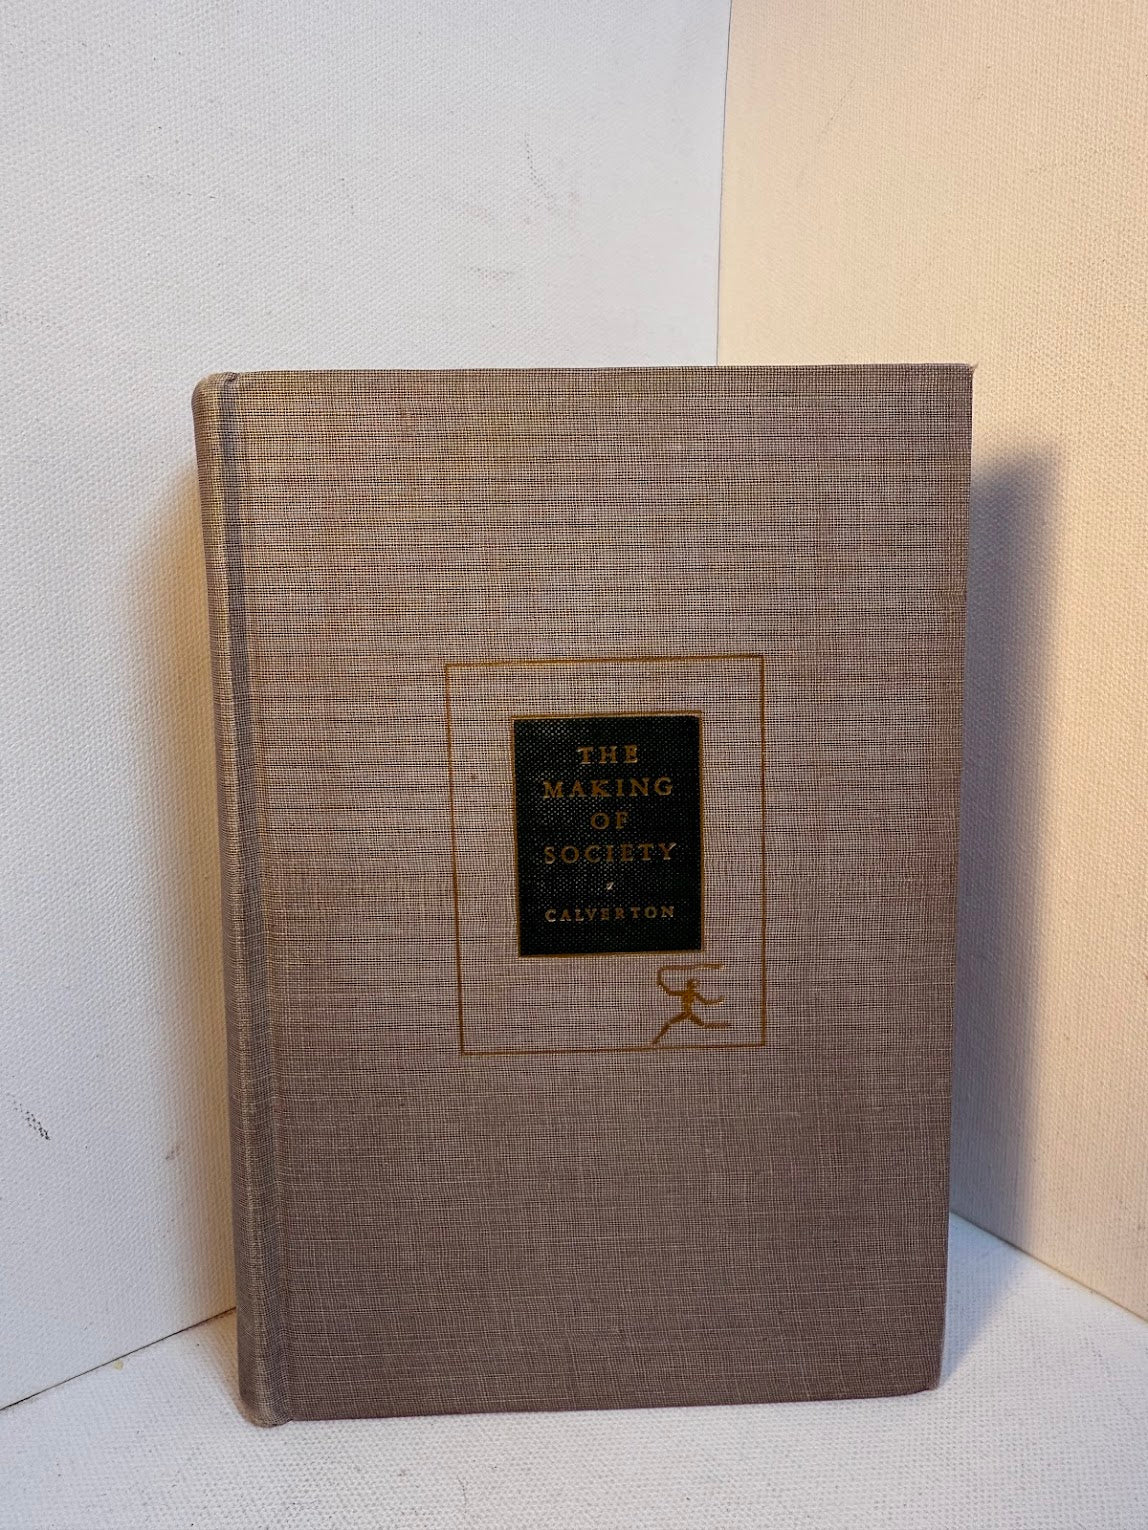 THE
MAKING
OF
SOCIETY
CALVERTON